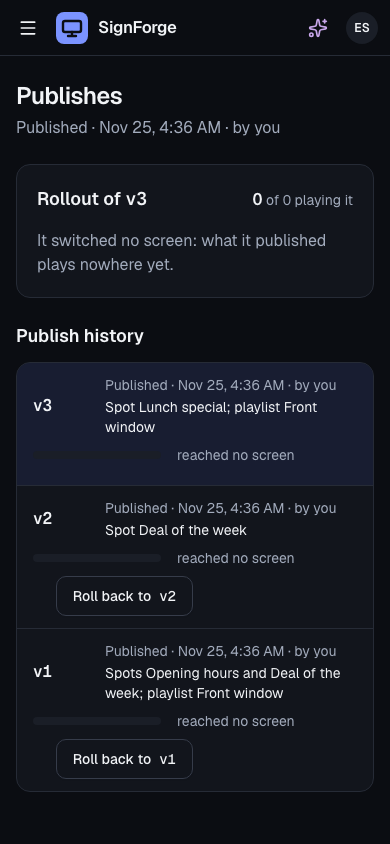 SignForge
ES
Publishes
Published · Nov 25, 4:36 AM · by you
Rollout of v3
0 of 0 playing it
It switched no screen: what it published
plays nowhere yet.
Publish history
Published · Nov 25, 4:36 AM · by you
v3
Spot Lunch special; playlist Front
window
reached no screen
Published · Nov 25, 4:36 AM · by you
v2
Spot Deal of the week
reached no screen
Roll back to v2
Published · Nov 25, 4:36 AM · by you
v1
Spots Opening hours and Deal of the
week; playlist Front window
reached no screen
Roll back to v1